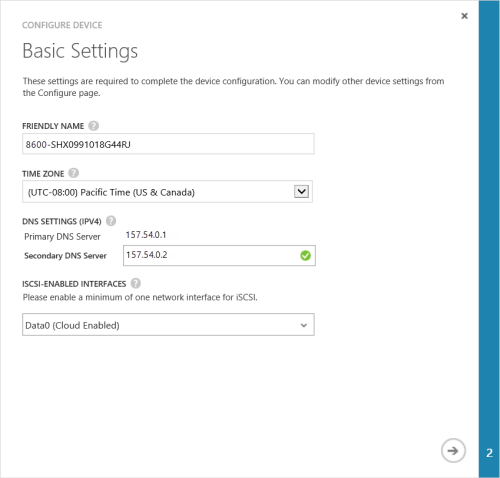 CONFIGURE DEVICE
Basic Settings
These settings are required to complete the device configuration. You can modify other device settings from
the Configure page.
FRIENDLY NAME ?
8600-SHX0991018G44RJ
TIME ZONE ?
(UTC-08:00) Pacific Time (US & Canada)
DNS SETTINGS (IPV4) ?
Primary DNS Server 157.54.0.1
Secondary DNS Server 157.54.0.2
ISCSI-ENABLED INTERFACES ?
Please enable a minimum of one network interface for iSCSI.
Data0 (Cloud Enabled)
2